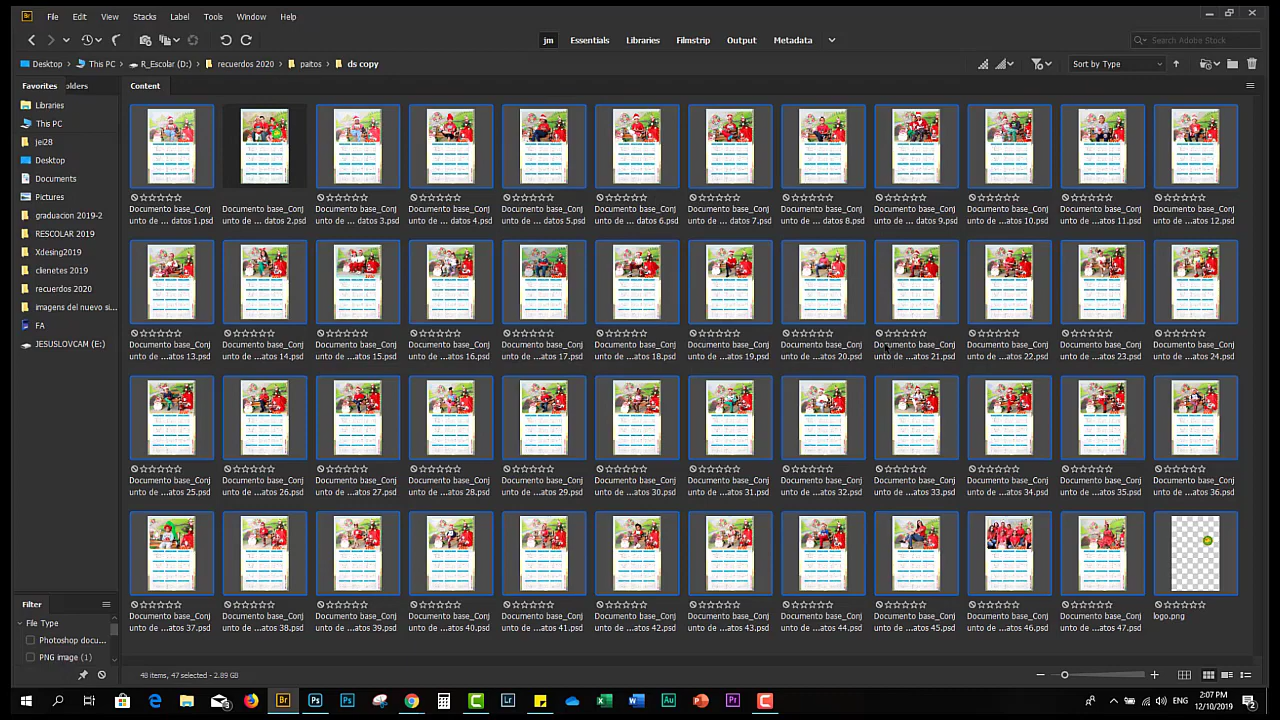 Br File Edit View Stacks Label Tools Window Help
jm Essentials Libraries Filmstrip Output Metadata
Search Adobe Stock
Desktop This PC R_Escolar (D:) recuerdos 2020 paitos ds copy
Sort by Type
Favorites olders
Content
Libraries
This PC
jei28
Desktop
Documents
Pictures
graduacion 2019-2
RESCOLAR 2019
Xdesing2019
clienetes 2019
recuerdos 2020
imagens del nuevo si...
FA
JESUSLOVCAM (E:)
Documento base_Conj Documento base_Conj Documento base_Conj Documento base_Conj Documento base_Conj Documento base_Conj Documento base_Conj Documento base_Conj Documento base_Conj Documento base_Conj Documento base_Conj Documento base_Conj
unto de ... datos 1.psd unto de ... datos 2.psd unto de ... datos 3.psd unto de ... datos 4.psd unto de ... datos 5.psd unto de ... datos 6.psd unto de ... datos 7.psd unto de ... datos 8.psd unto de ... datos 9.psd unto de ...atos 10.psd unto de ...atos 11.psd unto de ...atos 12.psd
Documento base_Conj Documento base_Conj Documento base_Conj Documento base_Conj Documento base_Conj Documento base_Conj Documento base_Conj Documento base_Conj Documento base_Conj Documento base_Conj Documento base_Conj Documento base_Conj
unto de ...atos 13.psd unto de ...atos 14.psd unto de ...atos 15.psd unto de ...atos 16.psd unto de ...atos 17.psd unto de ...atos 18.psd unto de ...atos 19.psd unto de ...atos 20.psd unto de ...atos 21.psd unto de ...atos 22.psd unto de ...atos 23.psd unto de ...atos 24.psd
Documento base_Conj Documento base_Conj Documento base_Conj Documento base_Conj Documento base_Conj Documento base_Conj Documento base_Conj Documento base_Conj Documento base_Conj Documento base_Conj Documento base_Conj Documento base_Conj
unto de ...atos 25.psd unto de ...atos 26.psd unto de ...atos 27.psd unto de ...atos 28.psd unto de ...atos 29.psd unto de ...atos 30.psd unto de ...atos 31.psd unto de ...atos 32.psd unto de ...atos 33.psd unto de ...atos 34.psd unto de ...atos 35.psd unto de ...atos 36.psd
Documento base_Conj Documento base_Conj Documento base_Conj Documento base_Conj Documento base_Conj Documento base_Conj Documento base_Conj Documento base_Conj Documento base_Conj Documento base_Conj Documento base_Conj logo.png
unto de ...atos 37.psd unto de ...atos 38.psd unto de ...atos 39.psd unto de ...atos 40.psd unto de ...atos 41.psd unto de ...atos 42.psd unto de ...atos 43.psd unto de ...atos 44.psd unto de ...atos 45.psd unto de ...atos 46.psd unto de ...atos 47.psd
Filter
File Type
Photoshop docu...
PNG image (1)
48 items, 47 selected - 2.89 GB
Br Ps Ps Lr Au Pr
ENG
2:07 PM
12/10/2019
2